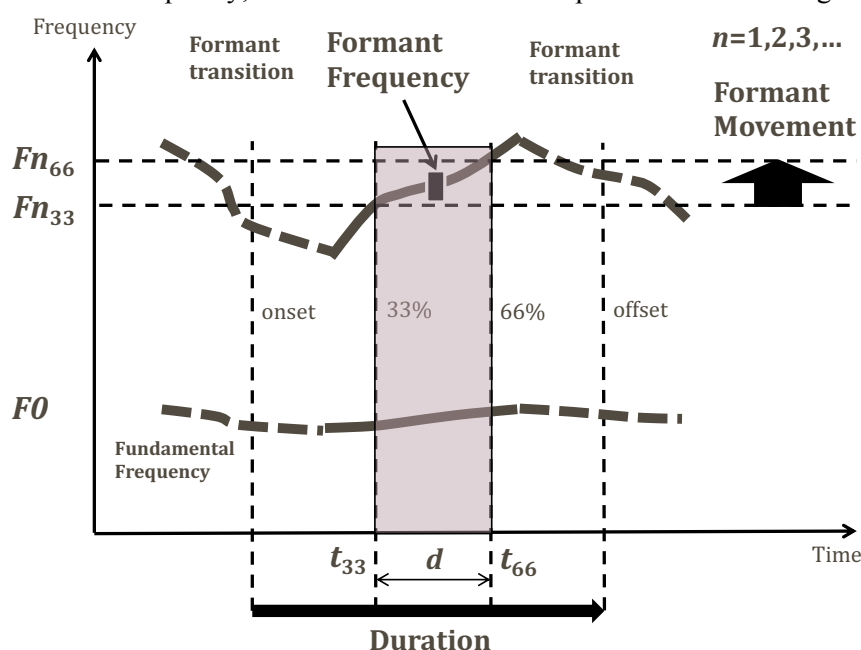 Frequency
Formant
transition
Formant
Frequency
Formant
transition
n=1,2,3,...
Formant
Movement
Fn66
Fn33
onset
33%
66%
offset
F0
Fundamental
Frequency
t33
d
t66
Time
Duration